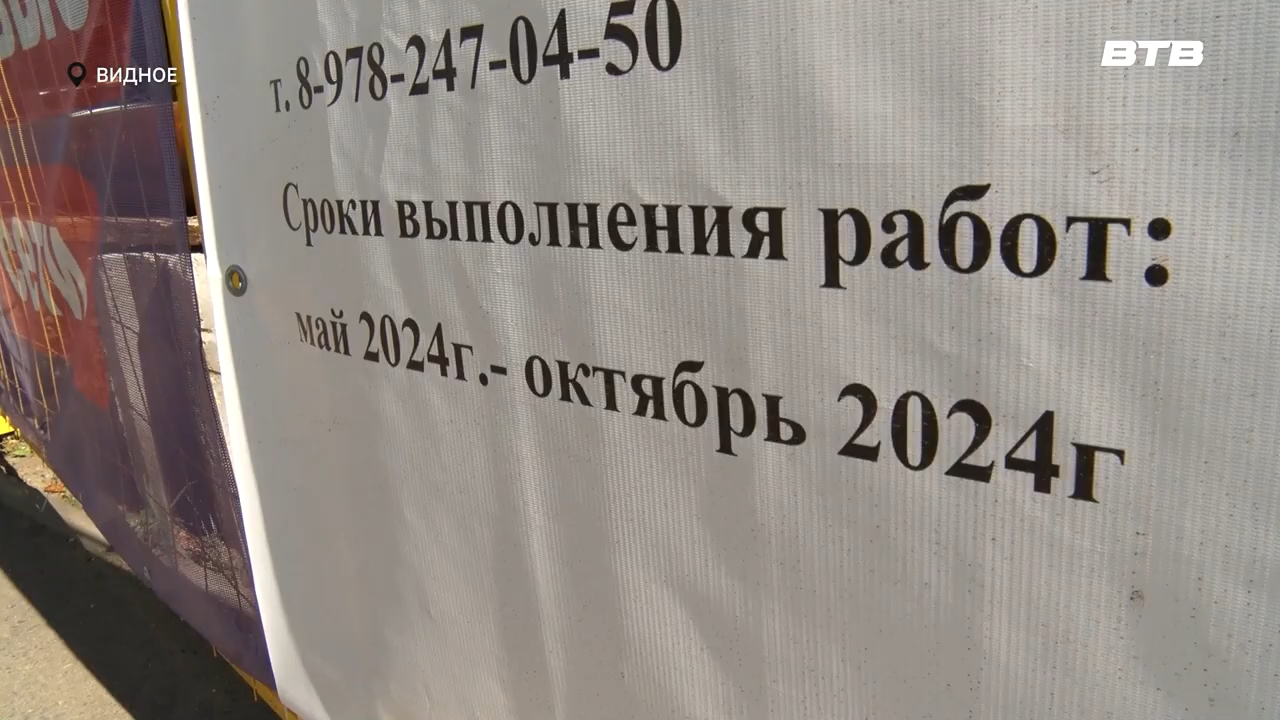 ВТВ
ВИДНОЕ
т. 8-978-247-04-50
Сроки выполнения работ:
май 2024г.- октябрь 2024г